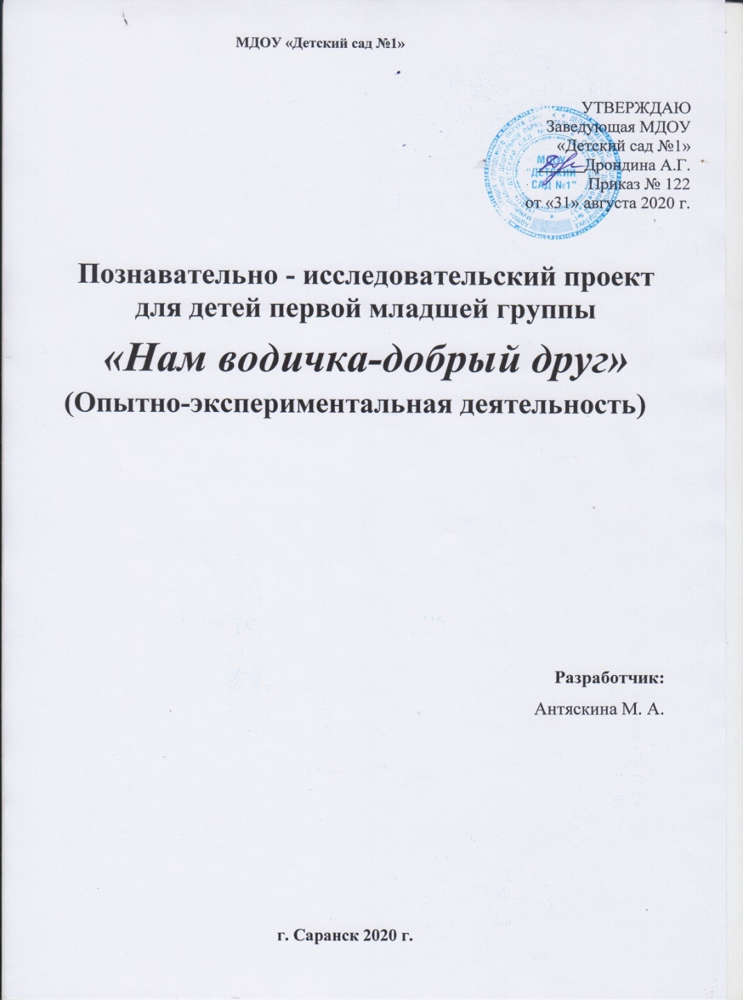 МДОУ «Детский сад №1»
УТВЕРЖДАЮ
Заведующая МДОУ
«Детский сад №1»
______Дрондина А.Г.
Приказ № 122
от «31» августа 2020 г.
МДОУ
"ДЕТСКИЙ
САД №1"
Познавательно - исследовательский проект
для детей первой младшей группы
«Нам водичка-добрый друг»
(Опытно-экспериментальная деятельность)
Разработчик:
Антяскина М. А.
г. Саранск 2020 г.